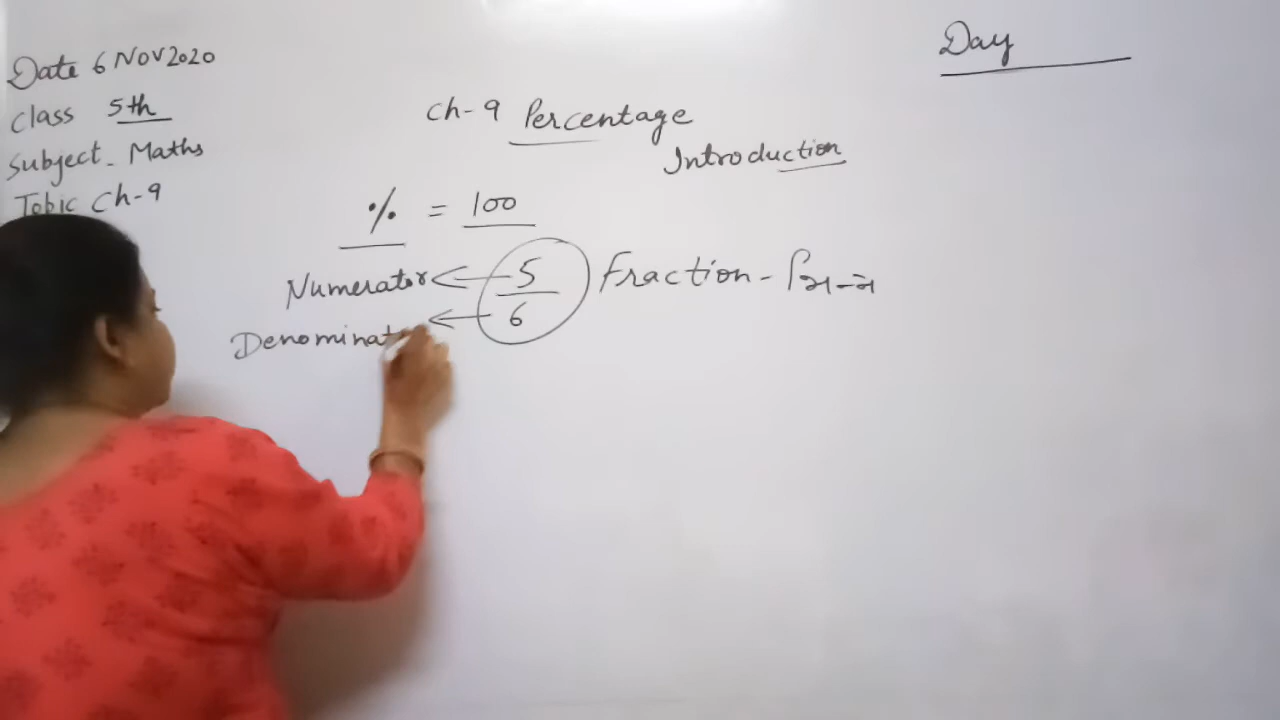 Date 6 Nov 2020
Day
Class 5th
Ch-9 Percentage
Subject - Maths
Introduction
Topic Ch-9
% = 100
Numerator ← 5 Fraction - भिन्न
Denominat ← 6